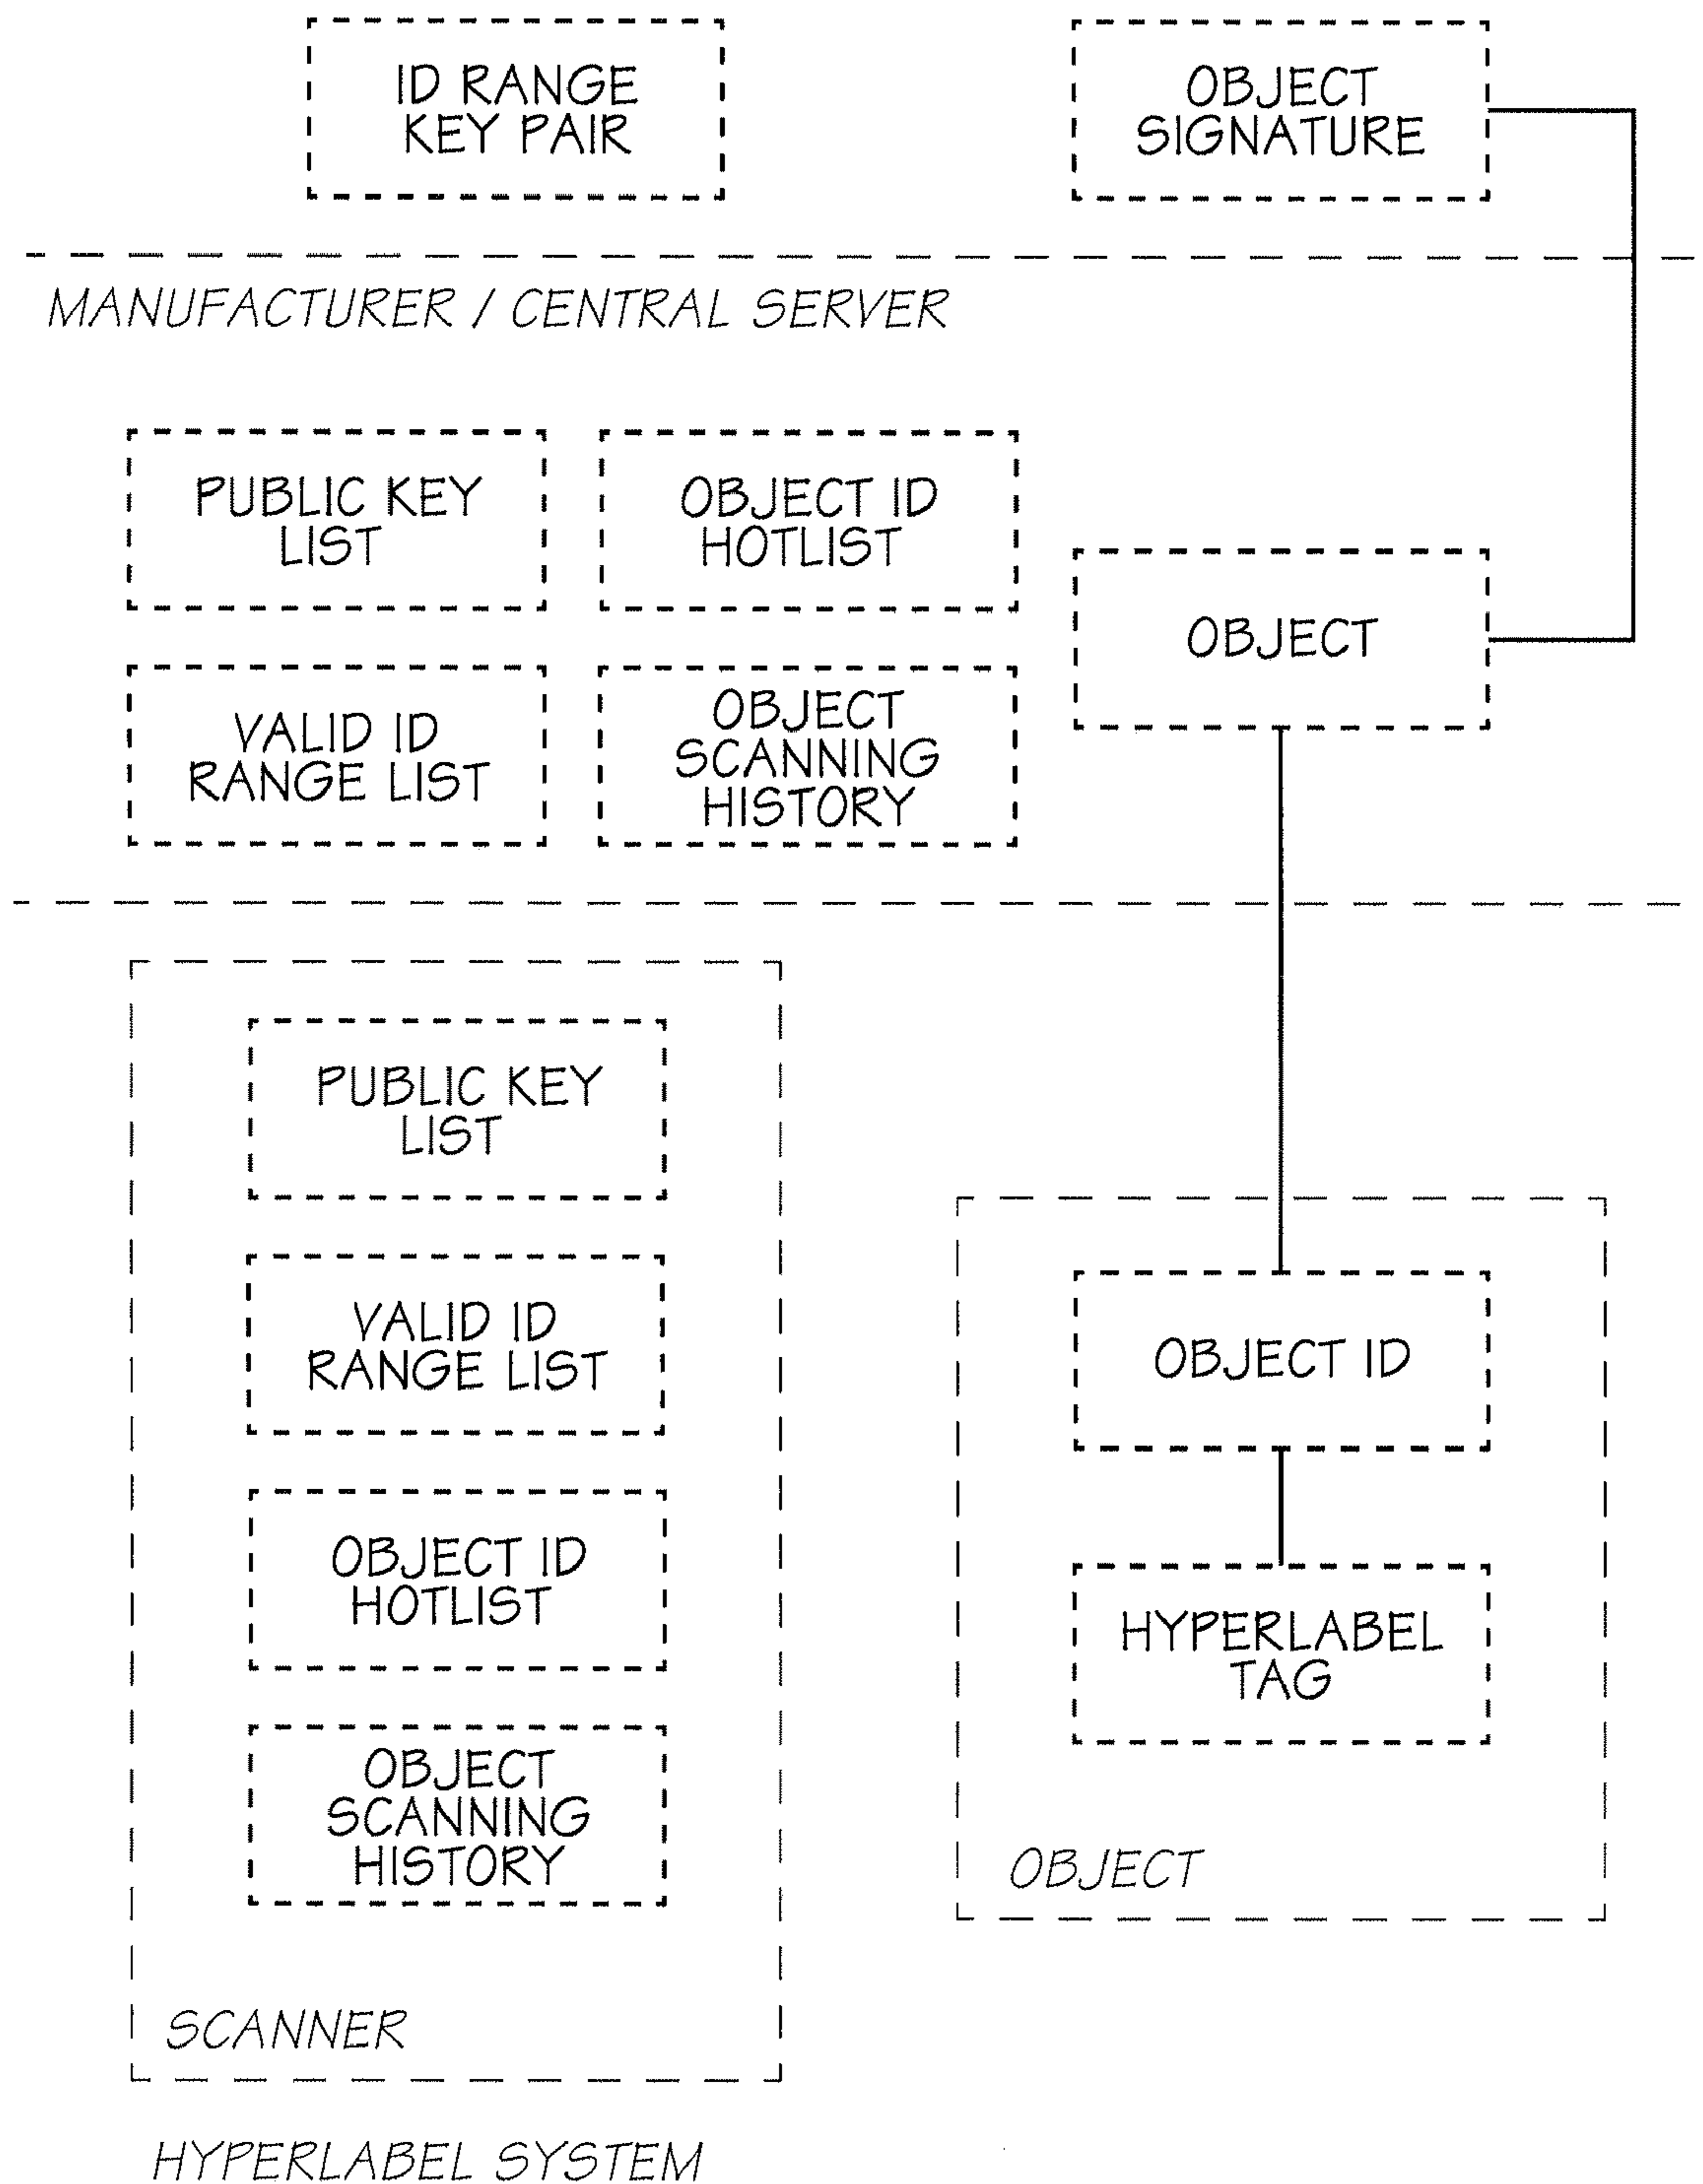 ID RANGE
KEY PAIR
OBJECT
SIGNATURE
MANUFACTURER / CENTRAL SERVER
PUBLIC KEY
LIST
OBJECT ID
HOTLIST
OBJECT
VALID ID
RANGE LIST
OBJECT
SCANNING
HISTORY
PUBLIC KEY
LIST
VALID ID
RANGE LIST
OBJECT ID
HOTLIST
OBJECT
SCANNING
HISTORY
SCANNER
OBJECT ID
HYPERLABEL
TAG
OBJECT
HYPERLABEL SYSTEM